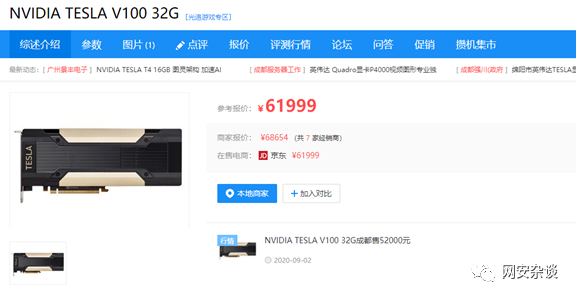 NVIDIA TESLA V100 32G [光追游戏专区]
综述介绍 参数 图片(1) 点评 报价 评测行情 论坛 问答 促销 攒机集市
最新动态: [ 广州景丰电子 ] NVIDIA TESLA T4 16GB 图灵架构 加速AI [ 成都服务器工作 ] 英伟达 Quadro显卡P4000视频图形专业独 [ 成都强川(政府 ] 绵阳市英伟达TESLA显
参考报价: ¥61999
商家报价: ¥68654 (共 7 家经销商)
在售电商: JD 京东 ¥61999
本地商家 +加入对比
TESLA
行情 NVIDIA TESLA V100 32G成都售52000元
2020-09-02
网安杂谈